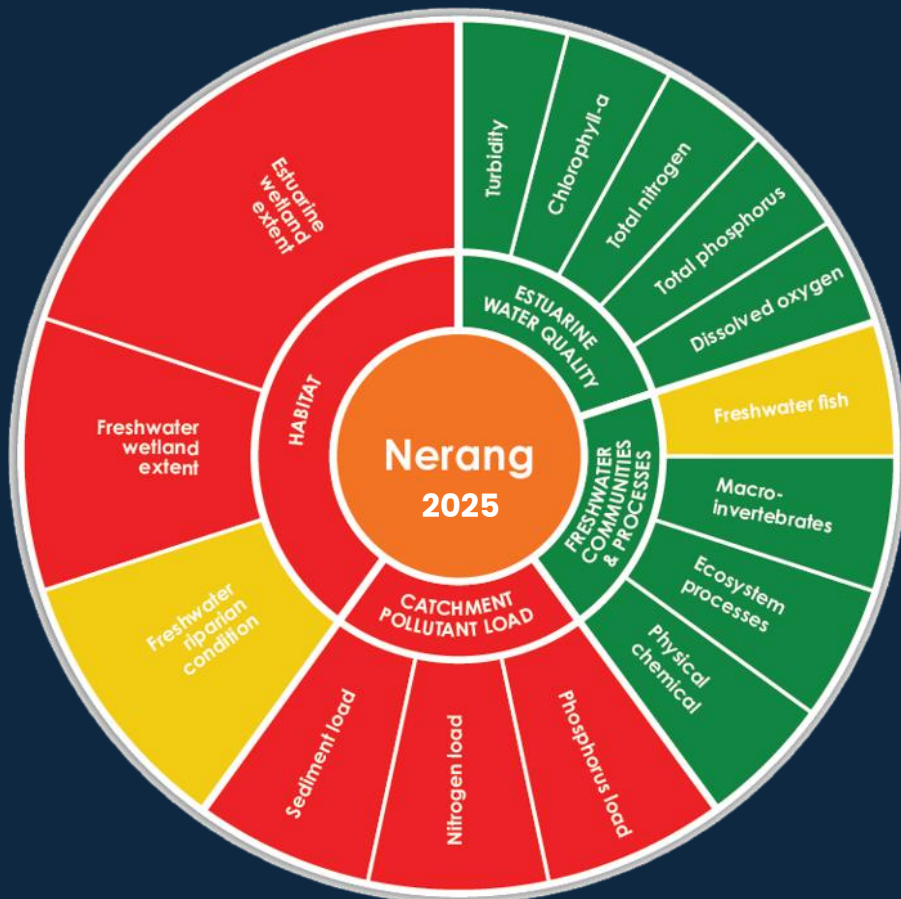 Nerang
2025
ESTUARINE
WATER QUALITY
Turbidity
Chlorophyll-a
Total nitrogen
Total phosphorus
Dissolved oxygen
FRESHWATER
COMMUNITIES
& PROCESSES
Freshwater fish
Macro-
invertebrates
Ecosystem
processes
Physical
chemical
CATCHMENT
POLLUTANT LOAD
Phosphorus load
Nitrogen load
Sediment load
HABITAT
Freshwater
riparian
condition
Freshwater
wetland
extent
Estuarine
wetland
extent